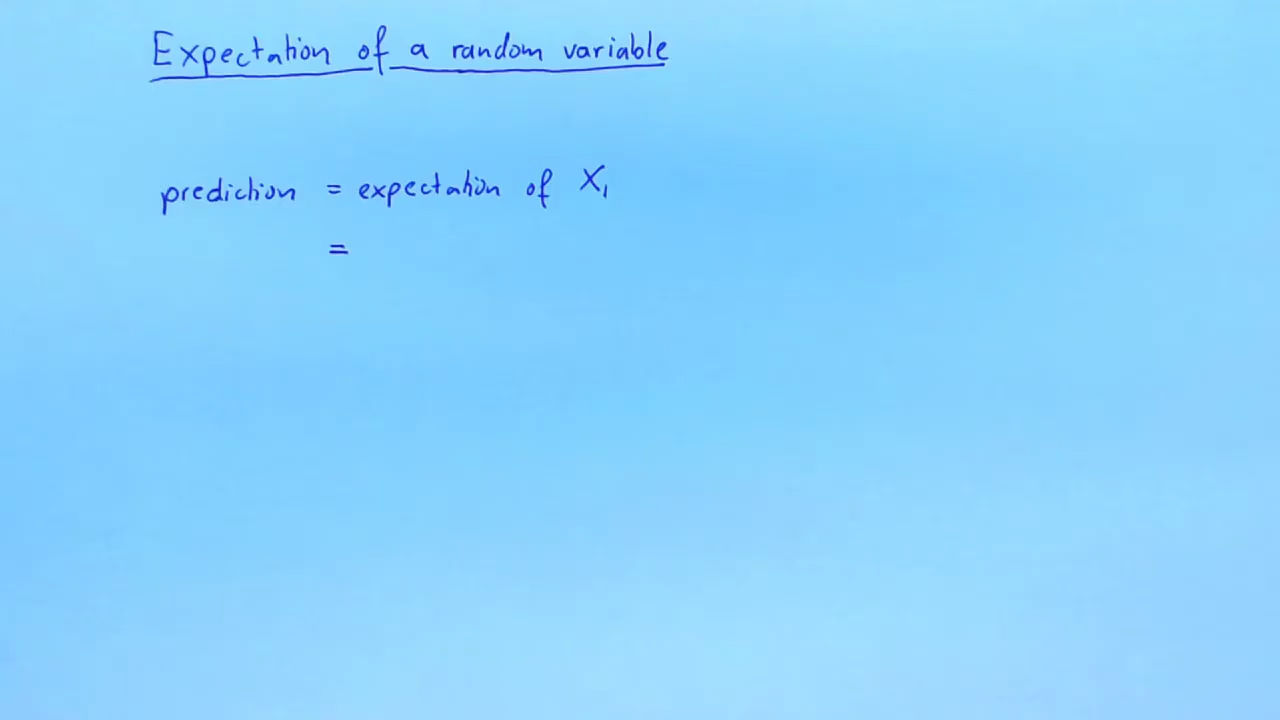 Expectation of a random variable
prediction = expectation of X₁
=